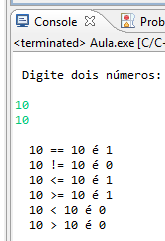 Console Prob
<terminated> Aula.exe [C/C-
Digite dois números:
10
10
10 == 10 é 1
10 != 10 é 0
10 <= 10 é 1
10 >= 10 é 1
10 < 10 é 0
10 > 10 é 0